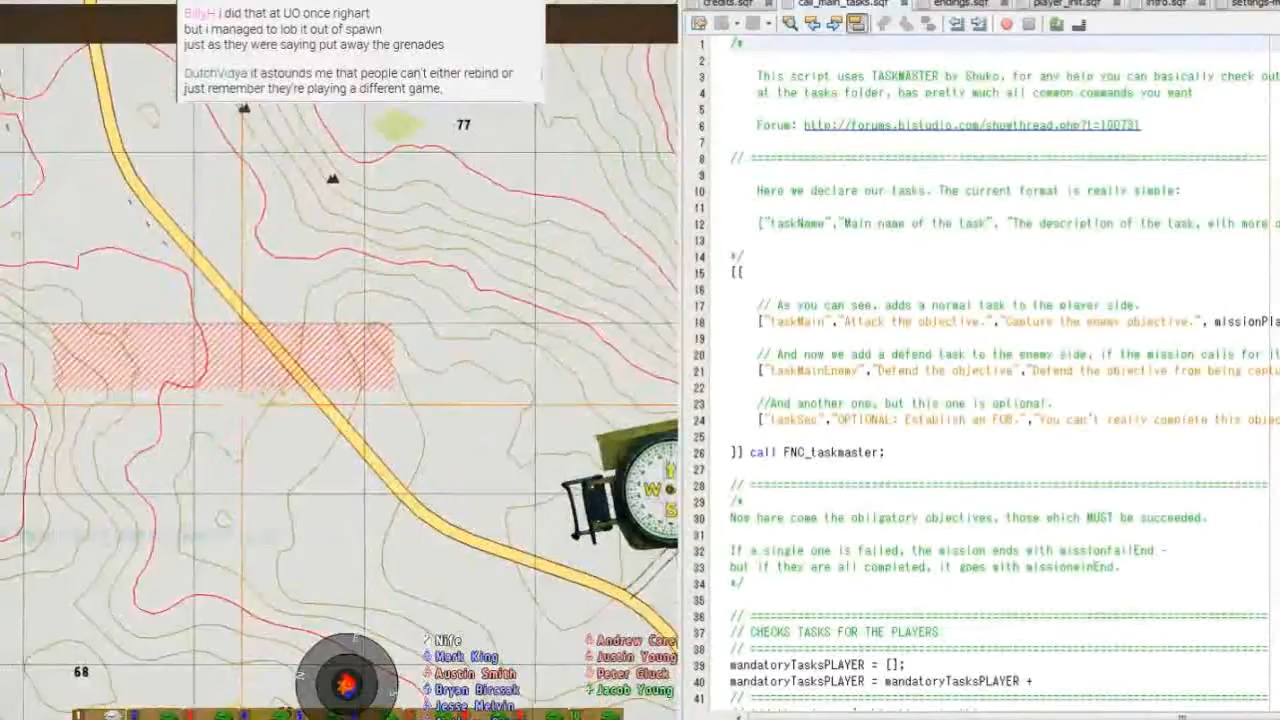 BillyH i did that at UO once righart
but i managed to lob it out of spawn
just as they were saying put away the grenades
DutchVidya it astounds me that people can't either rebind or
just remember they're playing a different game.
77
68
W
S
N
Nife
Mark King
Austin Smith
Bryan Birczak
Jesse Melvin
Andrew Cane
Justin Young
Peter Gluck
Jacob Young
credits.sqf
call_main_tasks.sqf
endings.sqf
player_init.sqf
intro.sqf
settings-m
1 /*
2
3 This script uses TASKMASTER by Shuko, for any help you can basically check out
4 at the tasks folder, has pretty much all common commands you want
5
6 Forum: http://forums.bistudio.com/showthread.php?t=100731
7
8 // ==============================
9
10 Here we declare our tasks. The current format is really simple:
11
12 ["taskName","Main name of the task", "The description of the task, with more
13
14 */
15 [[
16
17 // As you can see, adds a normal task to the player side.
18 ["taskMain","Attack the objective.","Capture the enemy objective.", missionPla
19
20 // And now we add a defend task to the enemy side, if the mission calls for it
21 ["taskMainEnemy","Defend the objective","Defend the objective from being captu
22
23 //And another one, but this one is optional.
24 ["taskSec","OPTIONAL: Establish an FOB.","You can't really complete this objec
25
26 ]] call FNC_taskmaster;
27
28 // ==============================
29 /*
30 Now here come the obligatory objectives, those which MUST be succeeded.
31
32 If a single one is failed, the mission ends with missionfailEnd -
33 but if they are all completed, it goes with missionwinEnd.
34 */
35
36 // ==============================
37 // CHECKS TASKS FOR THE PLAYERS
38 // ==============================
39 mandatoryTasksPLAYER = [];
40 mandatoryTasksPLAYER = mandatoryTasksPLAYER +
41